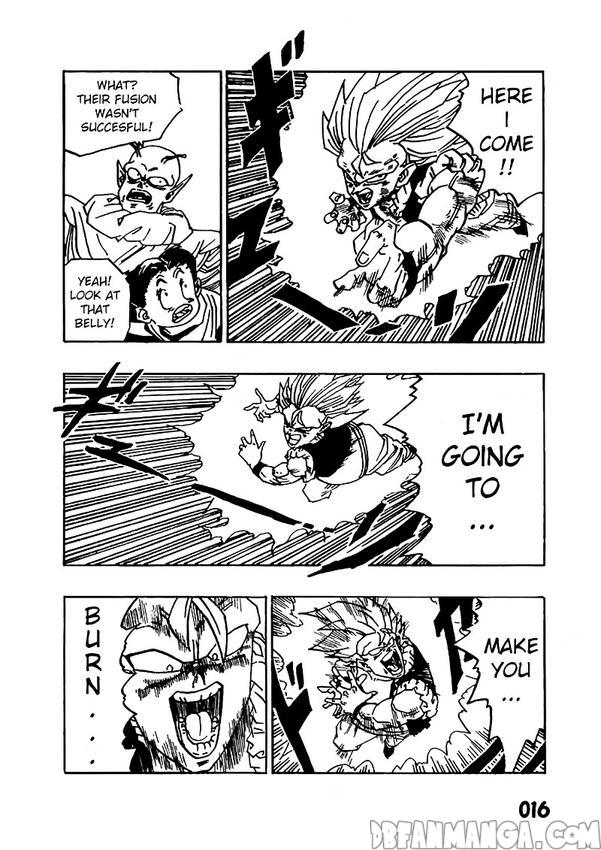 HERE
I
COME
!!
WHAT?
THEIR FUSION
WASN'T
SUCCESFUL!
YEAH!
LOOK AT
THAT
BELLY!
I'M
GOING
TO
...
MAKE
YOU
...
BURN
...
016
DBFANMANGA.COM